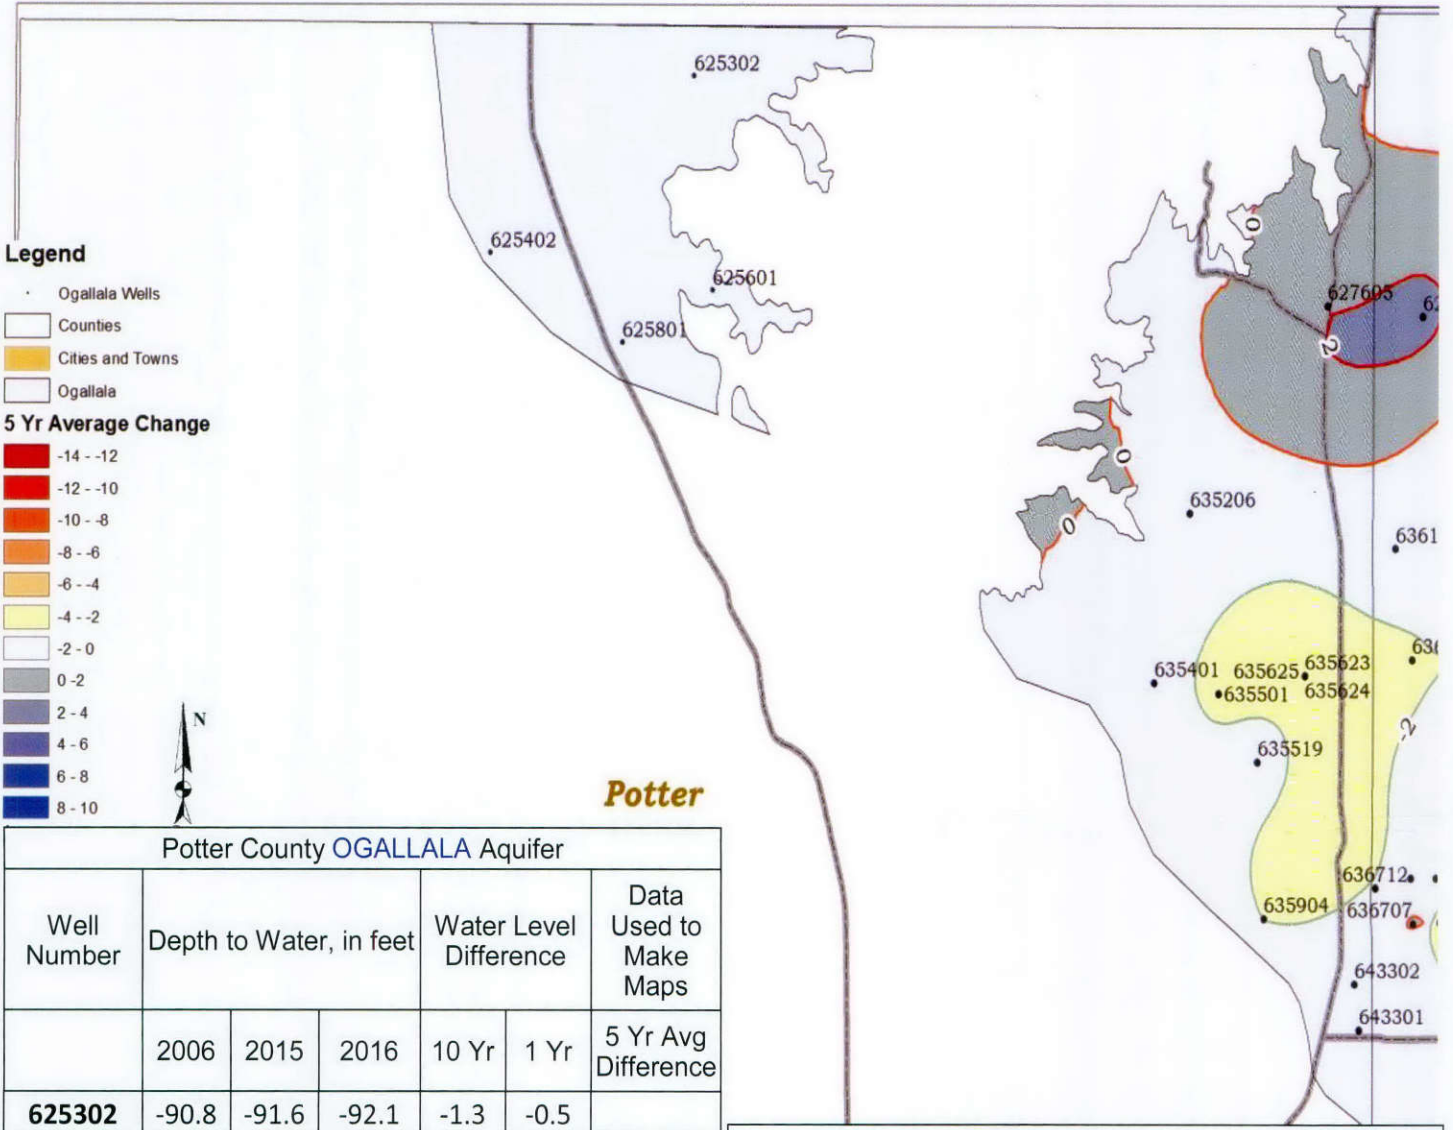 625302
625402
625601
625801
Legend
Ogallala Wells
Counties
Cities and Towns
Ogallala
5 Yr Average Change
-14 - -12
-12 - -10
-10 - -8
-8 - -6
-6 - -4
-4 - -2
-2 - 0
0 - 2
2 - 4
4 - 6
6 - 8
8 - 10
N
Potter
0
627605
2
0
0
635206
635401
635625
635623
635501
635624
635519
-2
636712
635904
636707
643302
643301
Potter County OGALLALA Aquifer
Well Number
Depth to Water, in feet
Water Level Difference
Data Used to Make Maps
2006 2015 2016 10 Yr 1 Yr 5 Yr Avg Difference
625302 -90.8 -91.6 -92.1 -1.3 -0.5